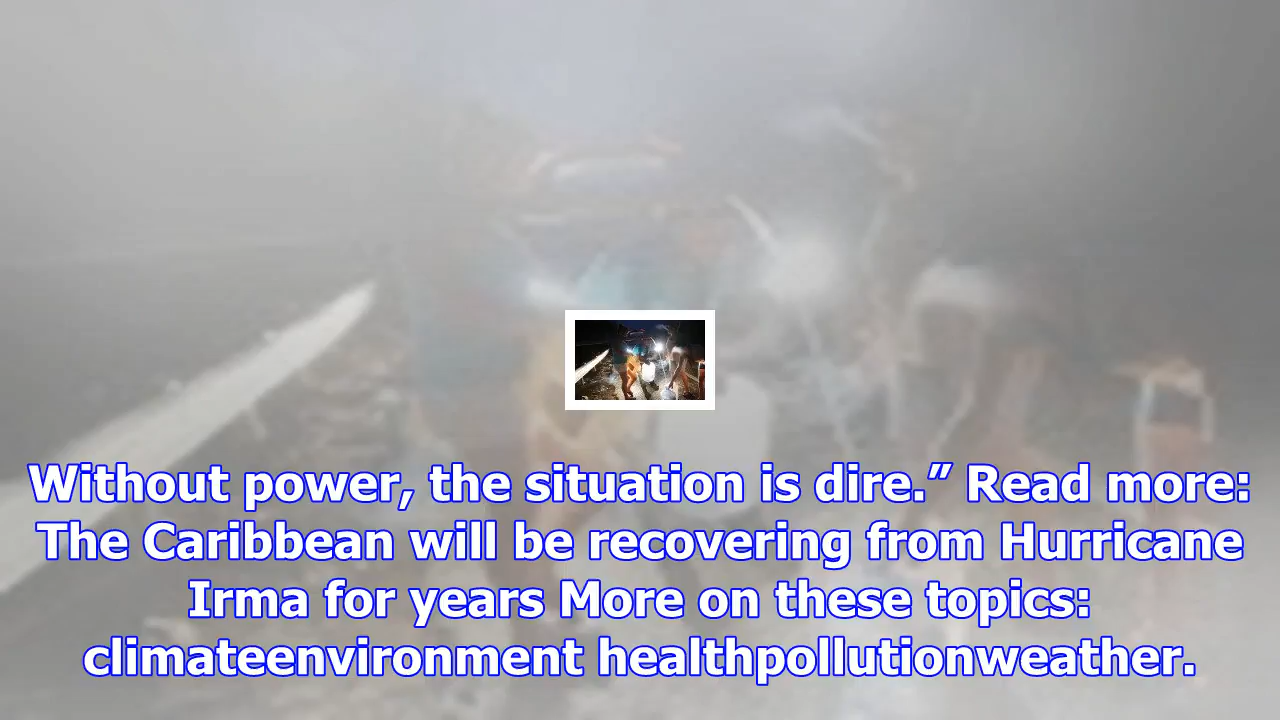 Without power, the situation is dire.” Read more:
The Caribbean will be recovering from Hurricane
Irma for years More on these topics:
climateenvironment healthpollutionweather.